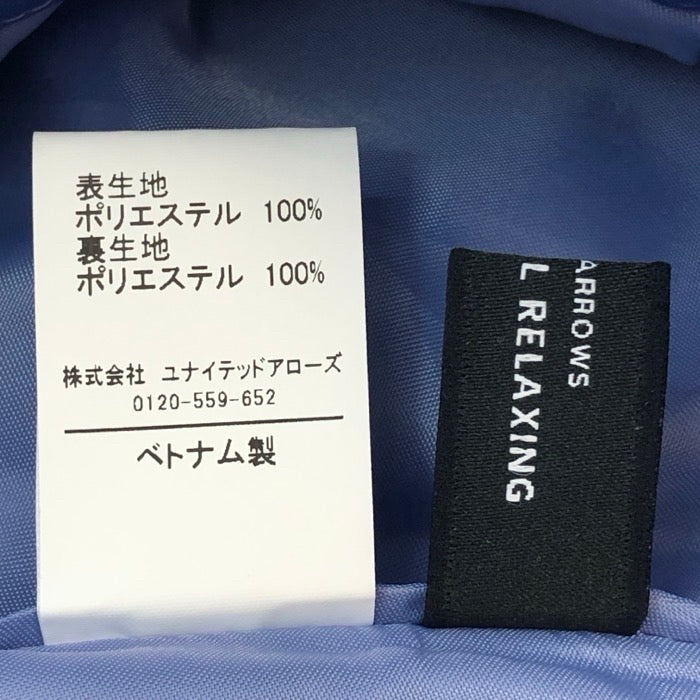 表生地
ポリエステル 100%
裏生地
ポリエステル 100%
株式会社 ユナイテッドアローズ
0120-559-652
ベトナム製
ARROWS
L RELAXING